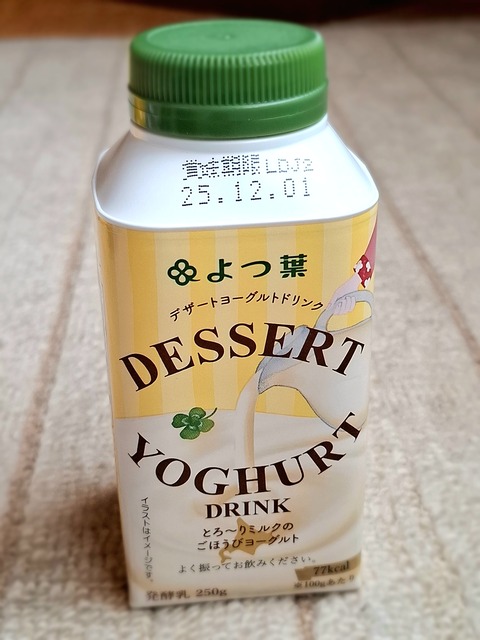 賞味期限 LDJ2
25.12.01
よつ葉
デザートヨーグルトドリンク
DESSERT
YOGHURT
DRINK
とろ〜りミルクの
ごほうびヨーグルト
よく振ってお飲みください。
イラストはイメージです。
77kcal
※100gあたり
発酵乳 250g